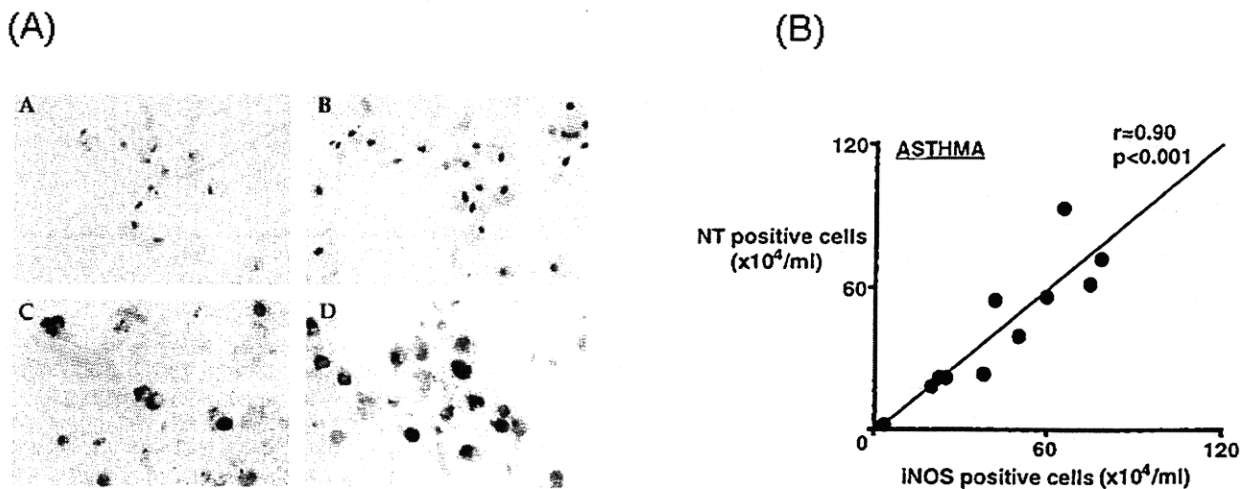 (A)
(B)
A
B
C
D
120
ASTHMA
r=0.90
p<0.001
NT positive cells
(x10⁴/ml)
60
0
60
120
iNOS positive cells (x10⁴/ml)